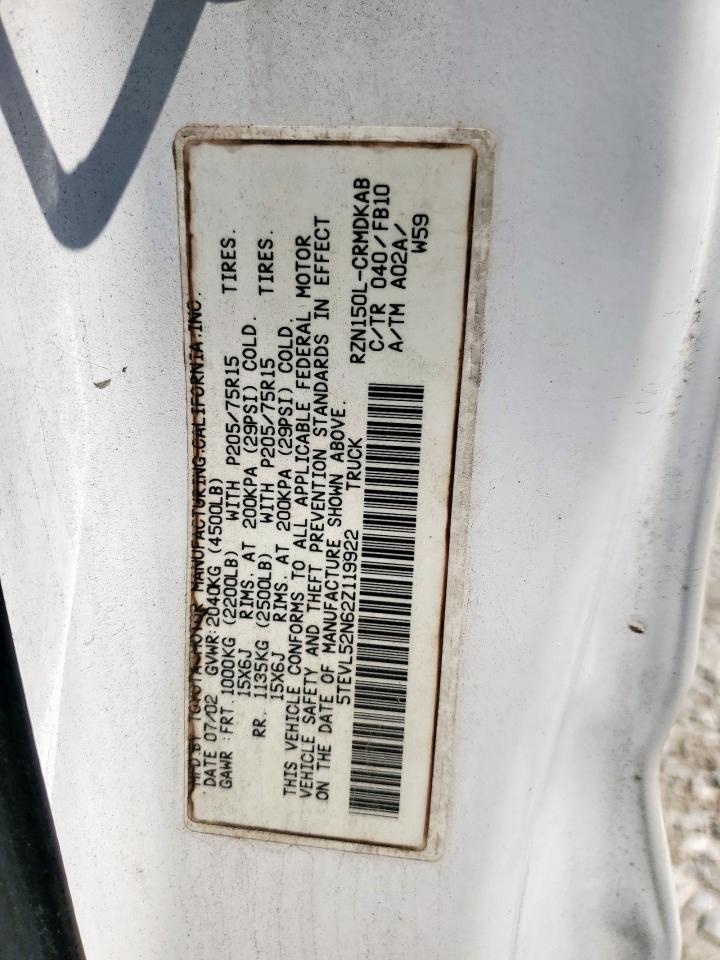 MFD.BY TOYOTA MOTOR MANUFACTURING,CALIFORNIA,INC.
DATE 07/02 GVWR:2040KG (4500LB)
GAWR :FRT.1000KG (2200LB) WITH P205/75R15 TIRES.
15X6J RIMS. AT 200KPA (29PSI) COLD.
RR. 1135KG (2500LB) WITH P205/75R15 TIRES.
15X6J RIMS. AT 200KPA (29PSI) COLD.
THIS VEHICLE CONFORMS TO ALL APPLICABLE FEDERAL MOTOR
VEHICLE SAFETY AND THEFT PREVENTION STANDARDS IN EFFECT
ON THE DATE OF MANUFACTURE SHOWN ABOVE.
5TEVL52N62Z119922 TRUCK
RZN150L-CRMDKAB
C/TR 040/FB10
A/TM A02A/
W59